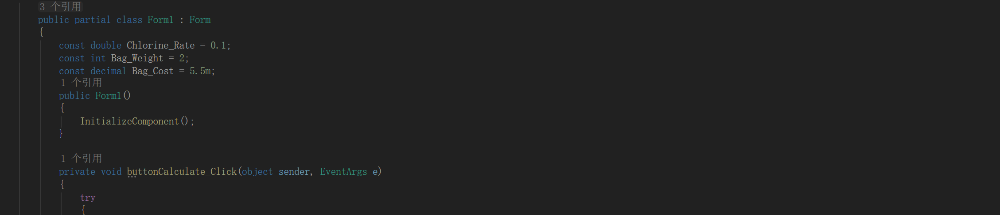 3 个引用
public partial class Form1 : Form
{
const double Chlorine_Rate = 0.1;
const int Bag_Weight = 2;
const decimal Bag_Cost = 5.5m;
1 个引用
public Form1()
{
InitializeComponent();
}
1 个引用
private void buttonCalculate_Click(object sender, EventArgs e)
{
try
{